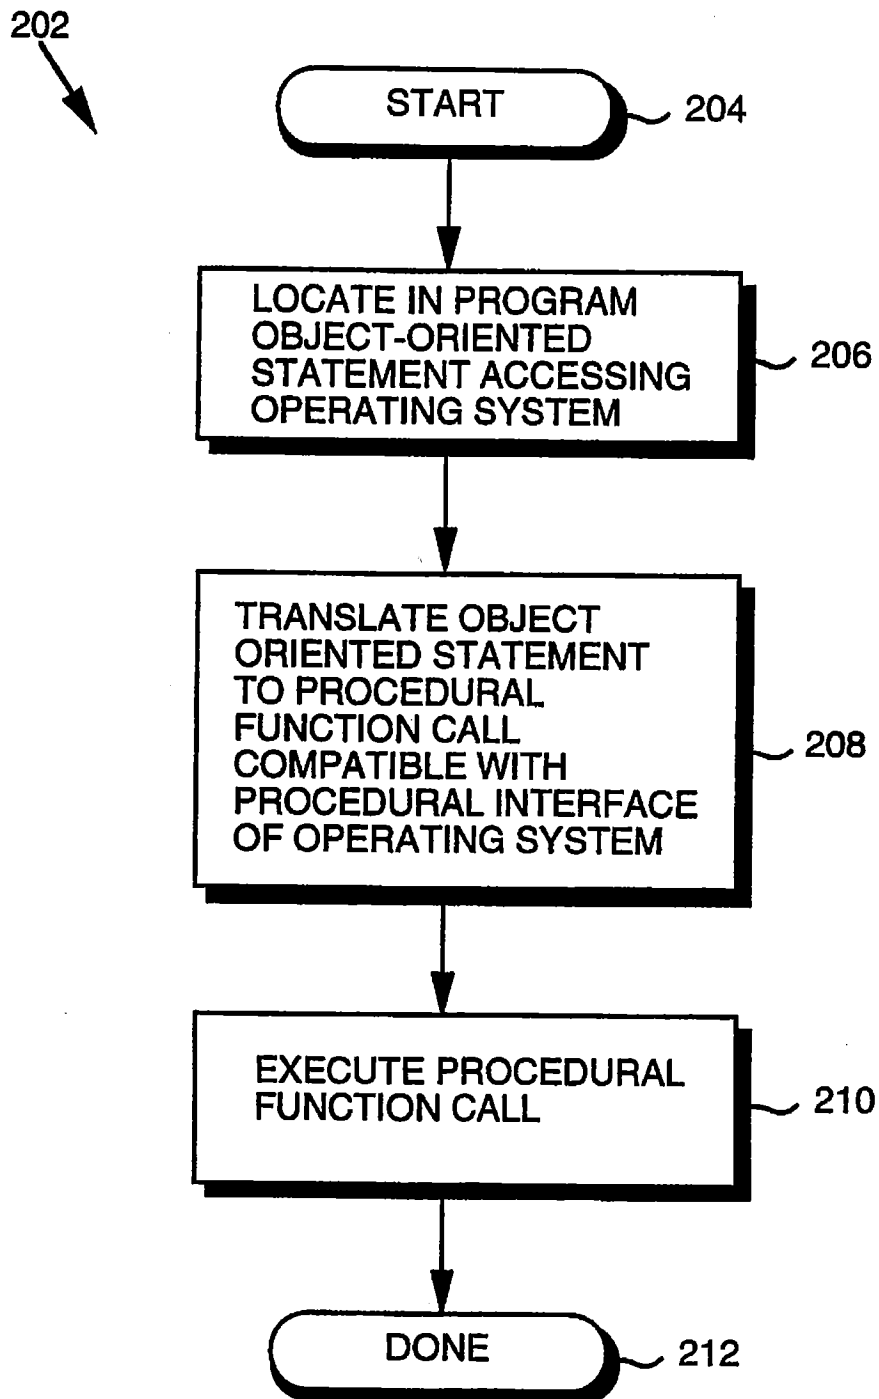 202
START
204
LOCATE IN PROGRAM
OBJECT-ORIENTED
STATEMENT ACCESSING
OPERATING SYSTEM
206
TRANSLATE OBJECT
ORIENTED STATEMENT
TO PROCEDURAL
FUNCTION CALL
COMPATIBLE WITH
PROCEDURAL INTERFACE
OF OPERATING SYSTEM
208
EXECUTE PROCEDURAL
FUNCTION CALL
210
DONE
212